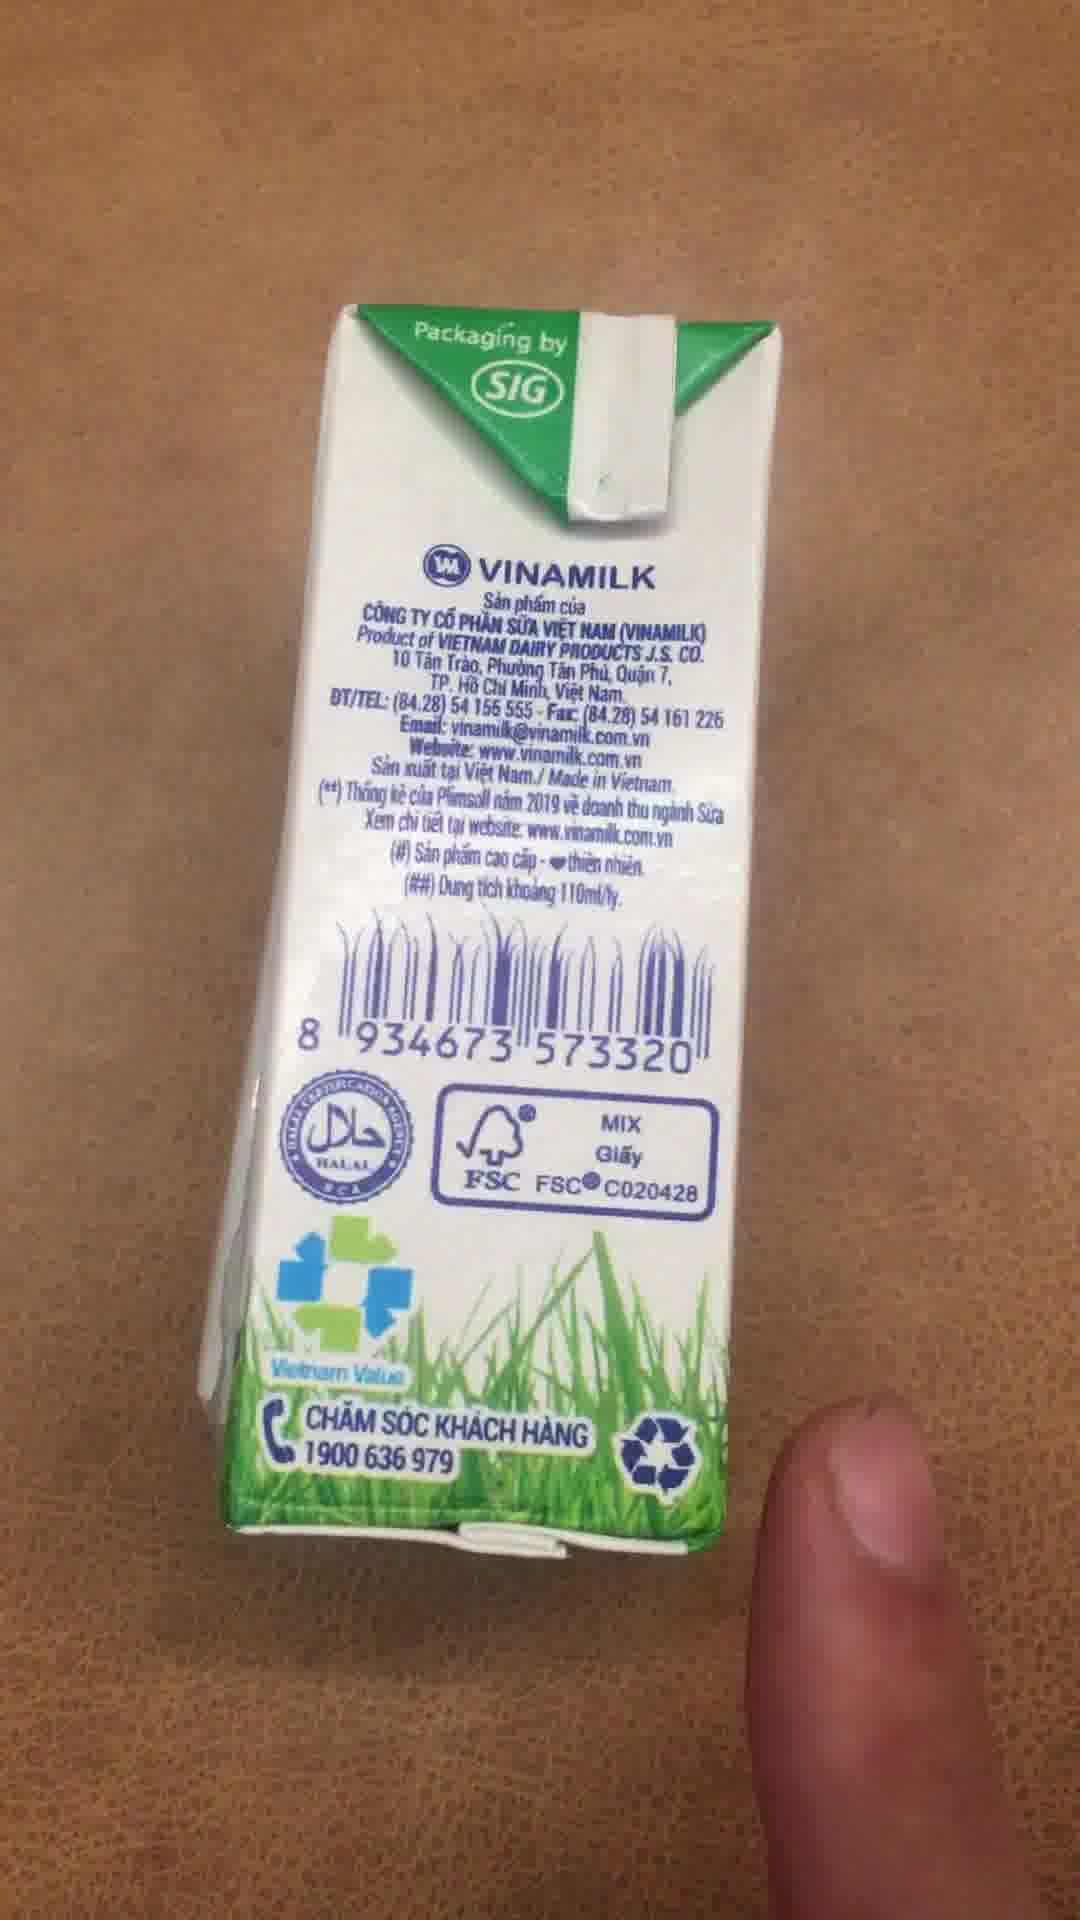 Packaging by
SIG
VINAMILK
Sản phẩm của
CÔNG TY CỔ PHẦN SỮA VIỆT NAM (VINAMILK)
Product of VIETNAM DAIRY PRODUCTS J.S. CO.
10 Tân Trào, Phường Tân Phú, Quận 7,
TP. Hồ Chí Minh, Việt Nam.
ĐT/TEL: (84.28) 54 155 555 - Fax: (84.28) 54 161 226
Email: vinamilk@vinamilk.com.vn
Website: www.vinamilk.com.vn
Sản xuất tại Việt Nam./ Made in Vietnam.
(**) Thống kê của Plimsoll năm 2019 về doanh thu ngành Sữa
Xem chi tiết tại website: www.vinamilk.com.vn
(#) Sản phẩm cao cấp - ❤ thiên nhiên.
(##) Dung tích khoảng 110ml/ly.
8 934673 573320
HALAL CERTIFICATION AGENCY
حلال
HALAL
HCA
MIX
Giấy
FSC FSC® C020428
Vietnam Value
CHĂM SÓC KHÁCH HÀNG
1900 636 979